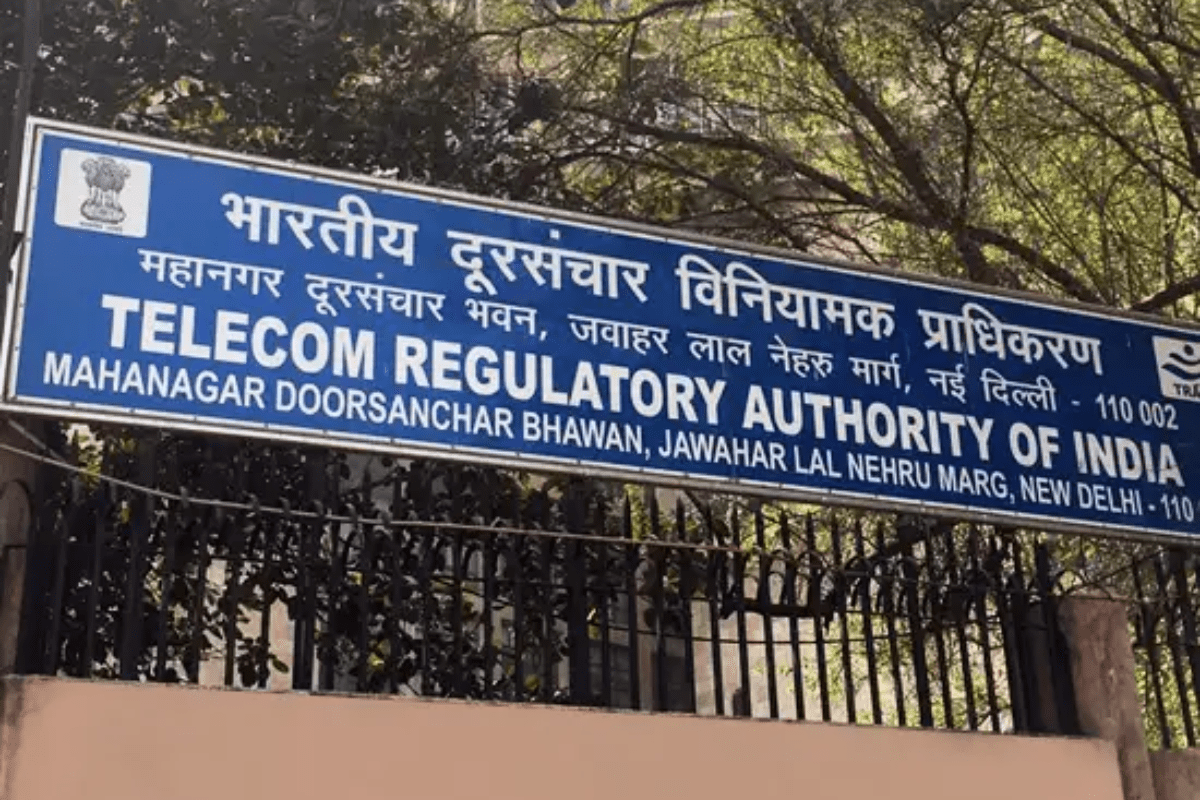 भारतीय दूरसंचार विनियामक प्राधिकरण
महानगर दूरसंचार भवन, जवाहर लाल नेहरु मार्ग, नई दिल्ली - 110 002
TELECOM REGULATORY AUTHORITY OF INDIA
MAHANAGAR DOORSANCHAR BHAWAN, JAWAHAR LAL NEHRU MARG, NEW DELHI - 110